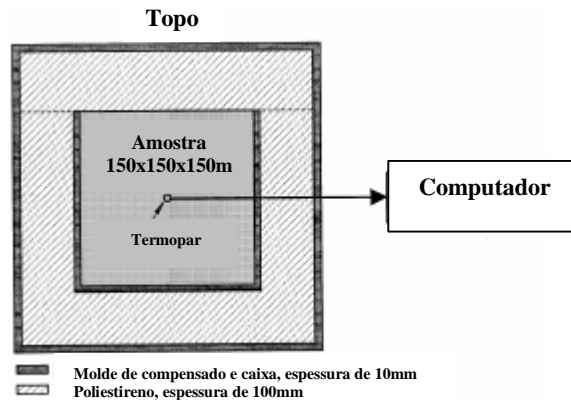 Topo
Amostra
150x150x150m
Computador
Termopar
Molde de compensado e caixa, espessura de 10mm
Poliestireno, espessura de 100mm